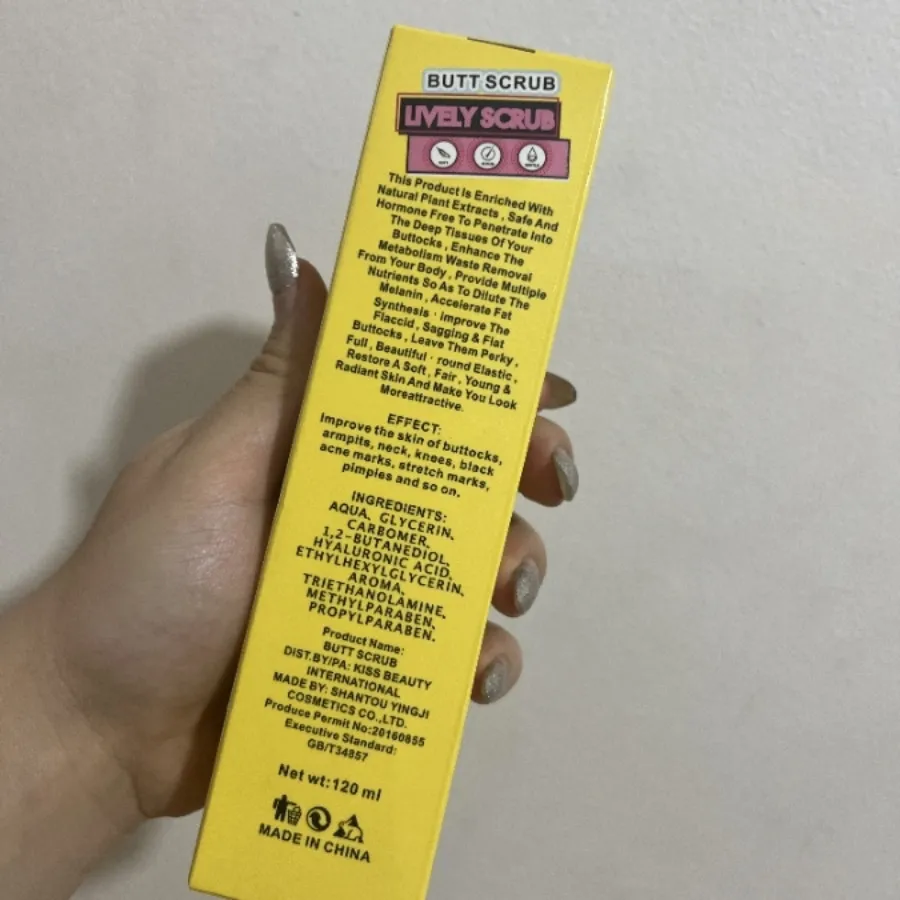 BUTT SCRUB
LIVELY SCRUB
This Product Is Enriched With
Natural Plant Extracts , Safe And
Hormone Free To Penetrate Into
The Deep Tissues Of Your
Buttocks , Enhance The
Metabolism Waste Removal
From Your Body , Provide Multiple
Nutrients So As To Dilute The
Melanin , Accelerate Fat
Synthesis · Improve The
Flaccid , Sagging & Flat
Buttocks , Leave Them Perky ,
Full , Beautiful · round Elastic ,
Restore A Soft , Fair , Young &
Radiant Skin And Make You Look
Moreattractive.
EFFECT:
Improve the skin of buttocks,
armpits, neck, knees, black
acne marks, stretch marks,
pimples and so on.
INGREDIENTS:
AQUA、GLYCERIN、
CARBOMER、
1,2-BUTANEDIOL、
HYALURONIC ACID、
ETHYLHEXYLGLYCERIN、
AROMA、
TRIETHANOLAMINE、
METHYLPARABEN、
PROPYLPARABEN、
Product Name:
BUTT SCRUB
DIST.BY/PA: KISS BEAUTY
INTERNATIONAL
MADE BY: SHANTOU YINGJI
COSMETICS CO.,LTD.
Produce Permit No:20160855
Executive Standard:
GB/T34857
Net wt:120 ml
MADE IN CHINA